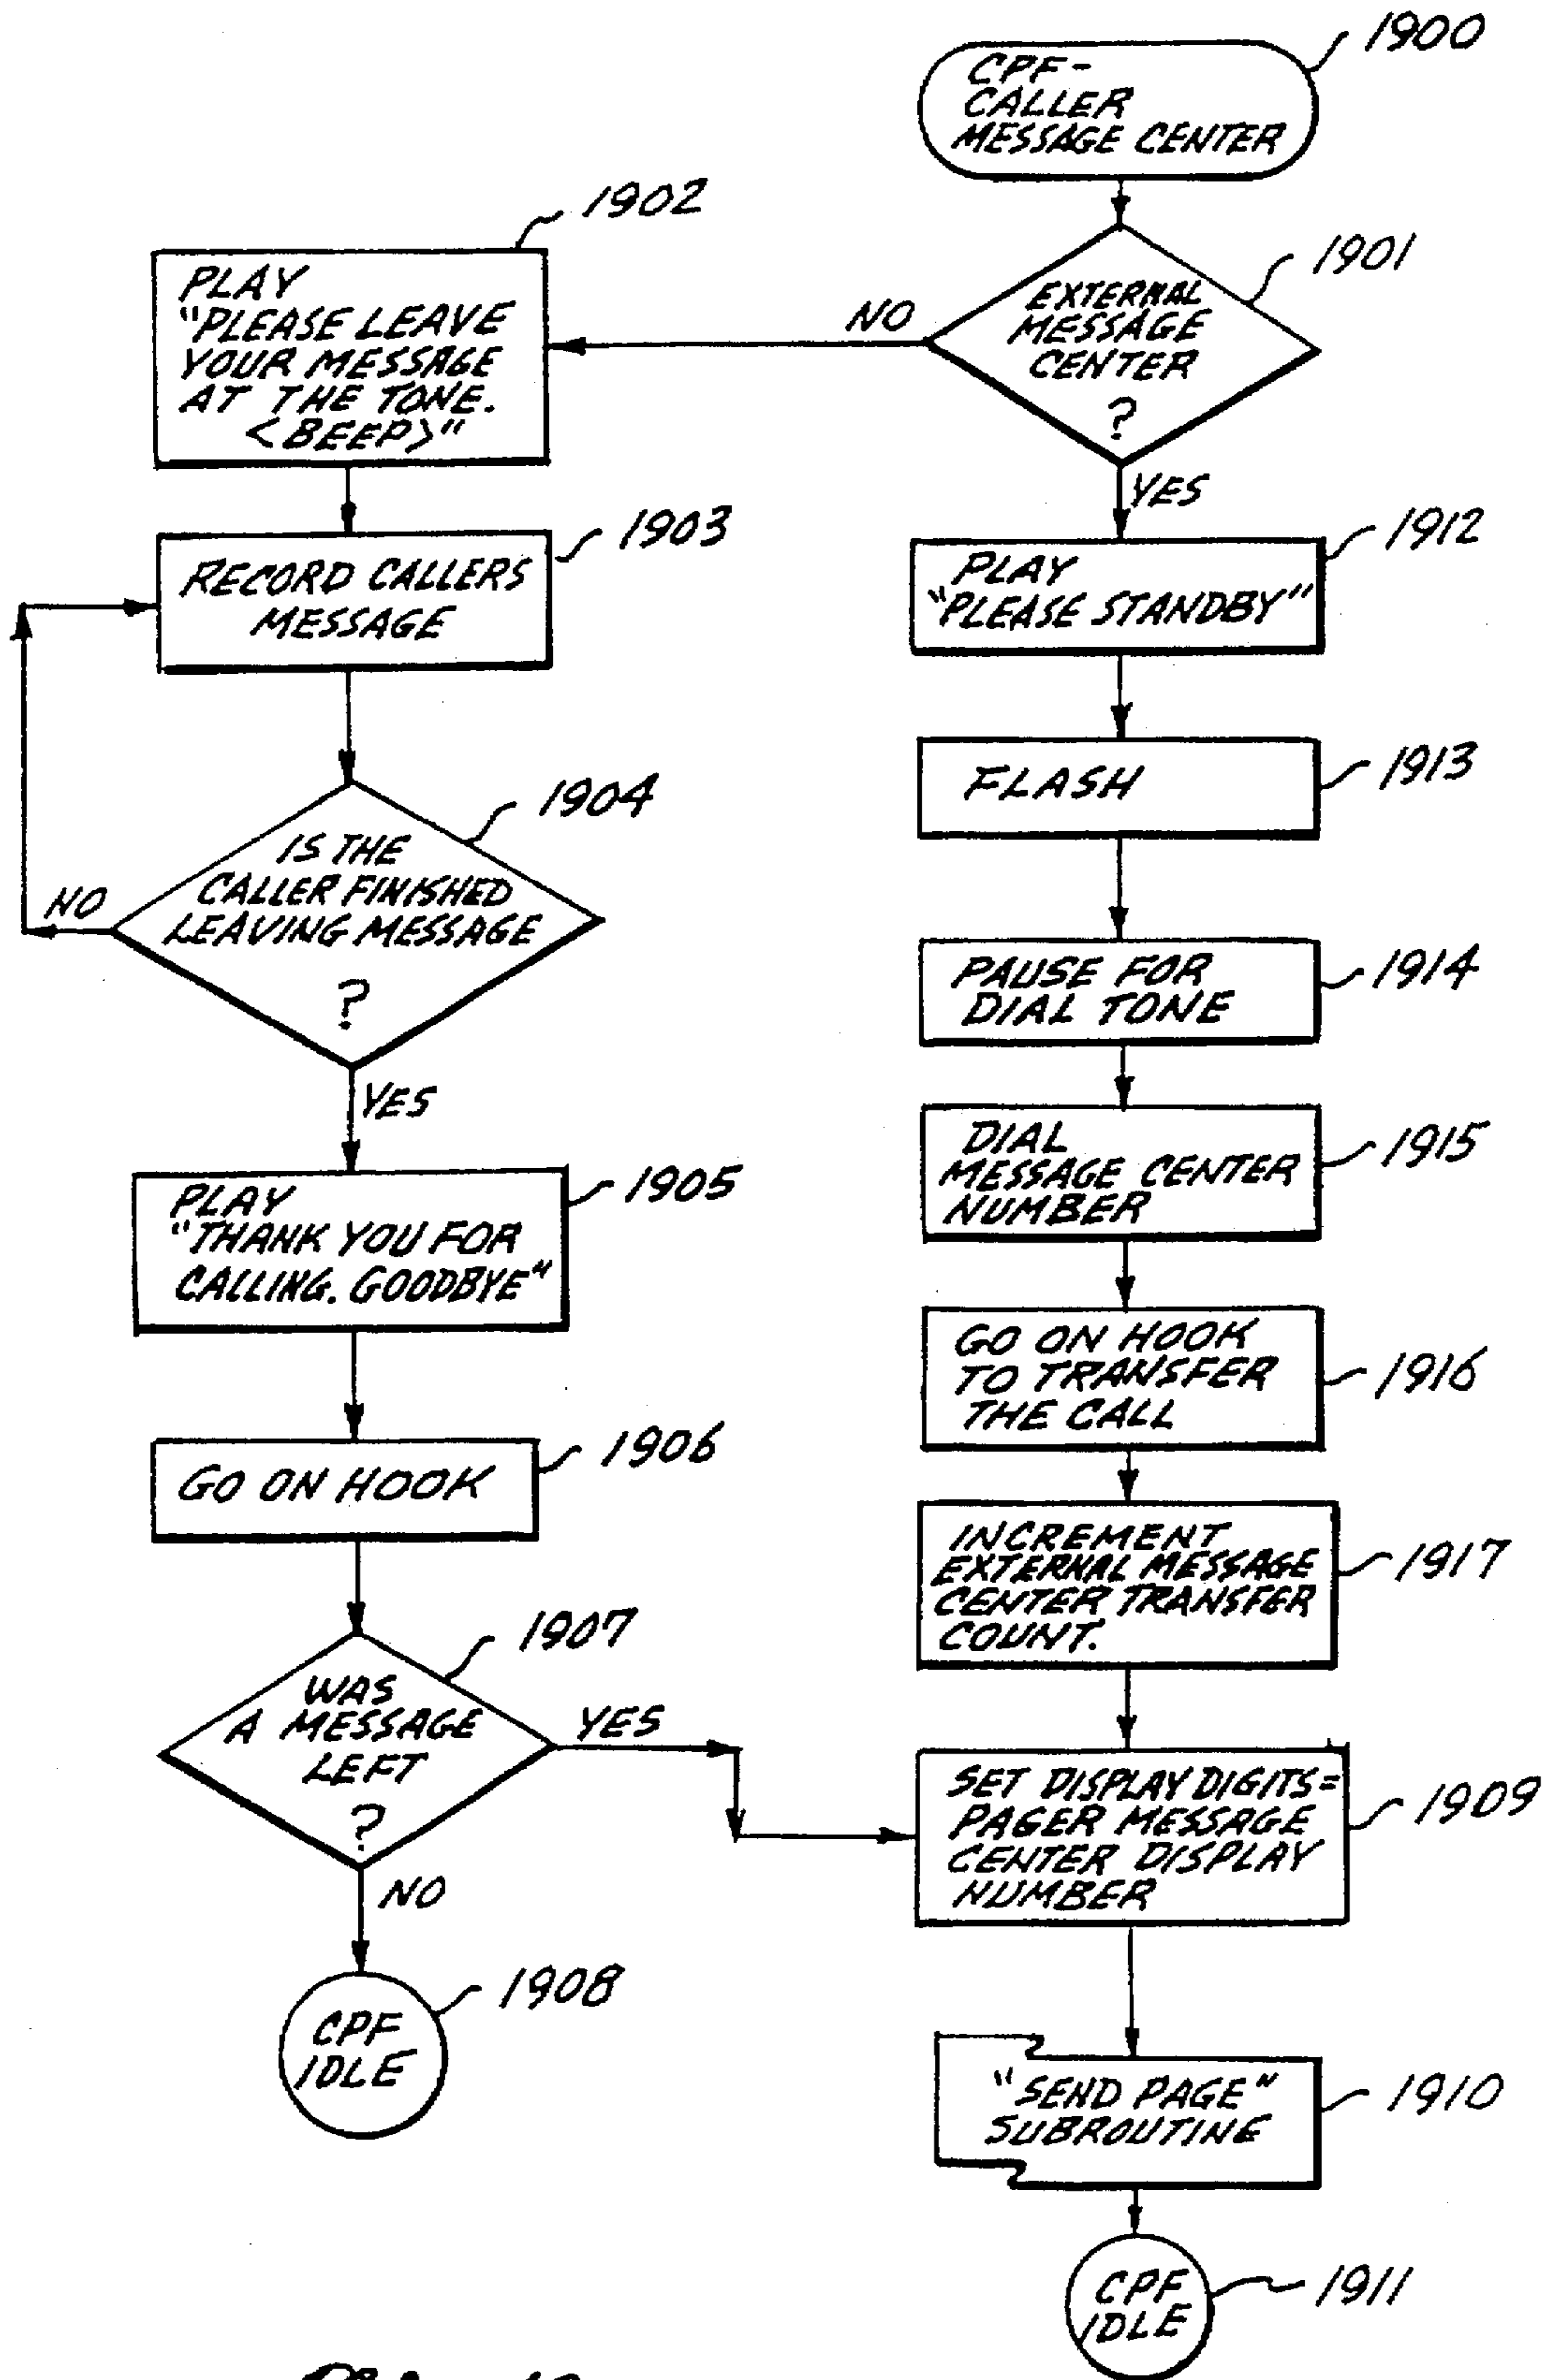 1900
CPF-
CALLER
MESSAGE CENTER
1901
EXTERNAL
MESSAGE
CENTER
?
NO
YES
1902
PLAY
"PLEASE LEAVE
YOUR MESSAGE
AT THE TONE.
<BEEP>"
1903
RECORD CALLERS
MESSAGE
1904
IS THE
CALLER FINISHED
LEAVING MESSAGE
?
NO
YES
1905
PLAY
"THANK YOU FOR
CALLING. GOODBYE"
1906
GO ON HOOK
1907
WAS
A MESSAGE
LEFT
?
YES
NO
1908
CPF
IDLE
1912
PLAY
"PLEASE STANDBY"
1913
FLASH
1914
PAUSE FOR
DIAL TONE
1915
DIAL
MESSAGE CENTER
NUMBER
1916
GO ON HOOK
TO TRANSFER
THE CALL
1917
INCREMENT
EXTERNAL MESSAGE
CENTER TRANSFER
COUNT.
1909
SET DISPLAY DIGITS=
PAGER MESSAGE
CENTER DISPLAY
NUMBER
1910
"SEND PAGE"
SUBROUTINE
1911
CPF
IDLE